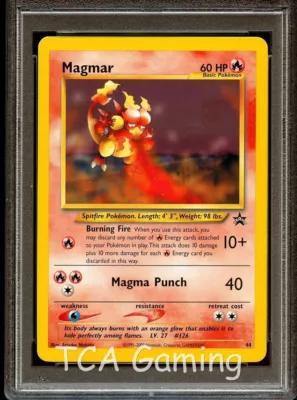 Magmar 60 HP
Basic Pokémon
Spitfire Pokémon. Length: 4' 3", Weight: 98 lbs.
Burning Fire When you use this attack, you
may discard any number of Energy cards attached
to your Pokémon in play. This attack does 10 damage
plus 10 more damage for each Energy card you
discarded in this way.
10+
Magma Punch 40
weakness resistance retreat cost
Its body always burns with an orange glow that enables it to
hide perfectly among flames. LV. 27 #126
TCA Gaming
44